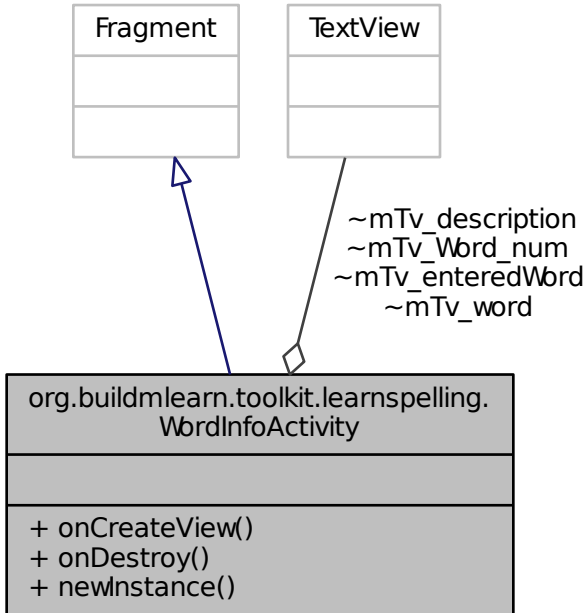 Fragment
TextView
~mTv_description
~mTv_Word_num
~mTv_enteredWord
~mTv_word
org.buildmlearn.toolkit.learnspelling.
WordInfoActivity
+ onCreateView()
+ onDestroy()
+ newInstance()